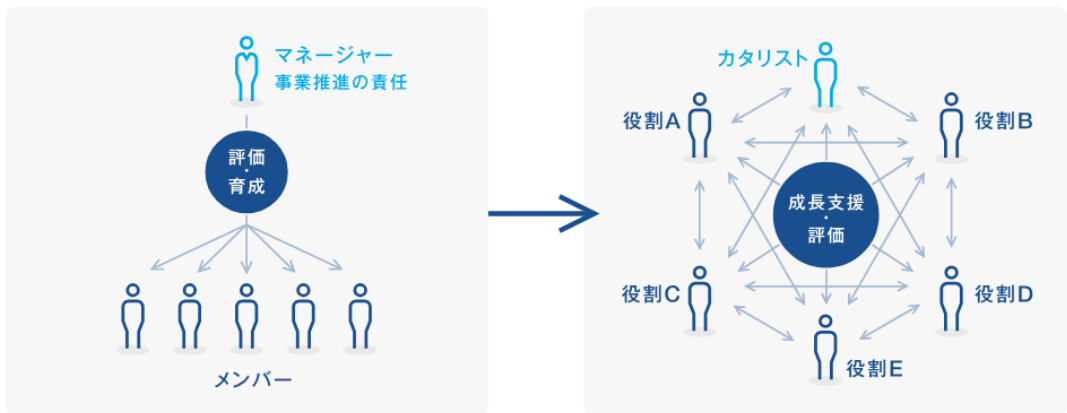 マネージャー
事業推進の責任
評価
・
育成
メンバー
カタリスト
役割A
役割B
成長支援
・
評価
役割C
役割D
役割E